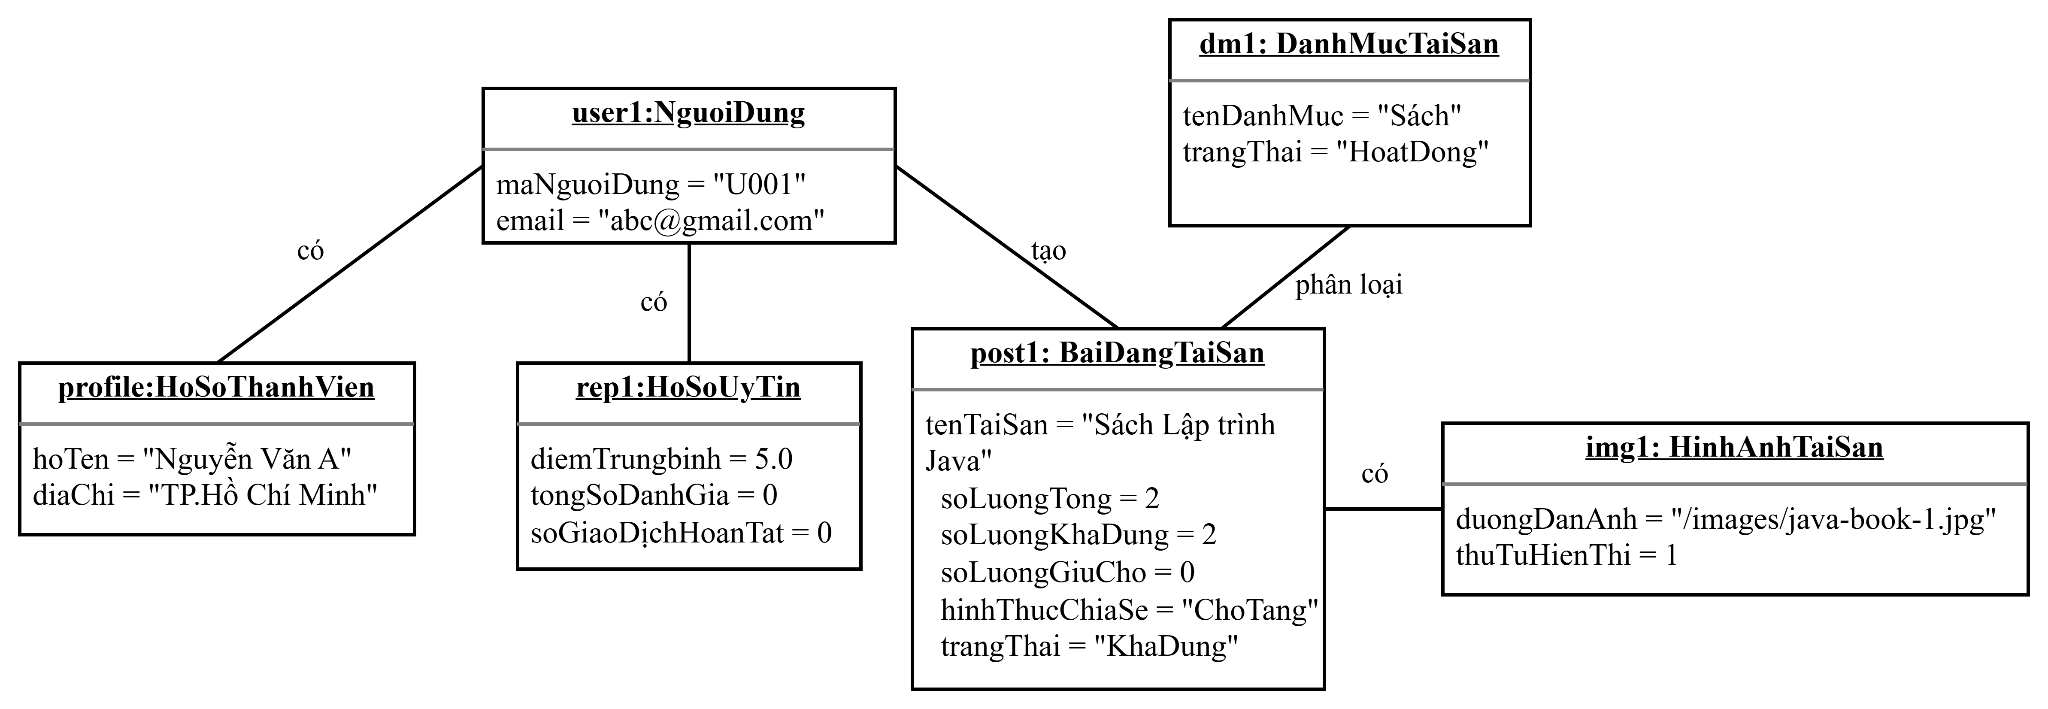 dm1: DanhMucTaiSan
tenDanhMuc = "Sách"
trangThai = "HoatDong"
user1:NguoiDung
maNguoiDung = "U001"
email = "abc@gmail.com"
có
có
tạo
phân loại
profile:HoSoThanhVien
hoTen = "Nguyễn Văn A"
diaChi = "TP.Hồ Chí Minh"
rep1:HoSoUyTin
diemTrungbinh = 5.0
tongSoDanhGia = 0
soGiaoDịchHoanTat = 0
post1: BaiDangTaiSan
tenTaiSan = "Sách Lập trình
Java"
soLuongTong = 2
soLuongKhaDung = 2
soLuongGiuCho = 0
hinhThucChiaSe = "ChoTang"
trangThai = "KhaDung"
có
img1: HinhAnhTaiSan
duongDanAnh = "/images/java-book-1.jpg"
thuTuHienThi = 1